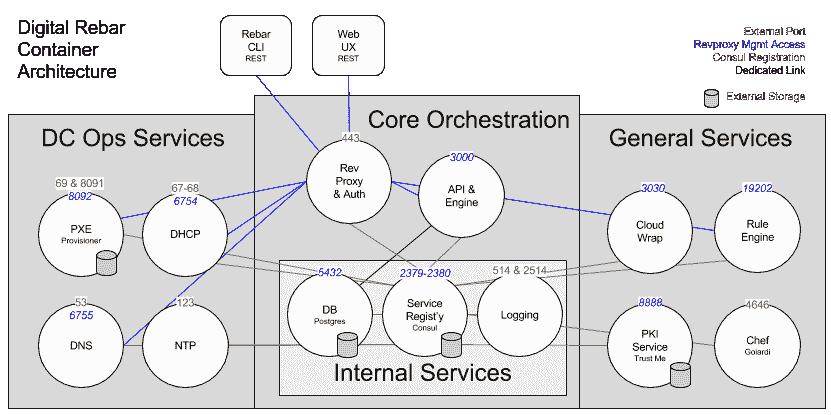 Digital Rebar
Container
Architecture
Rebar
CLI
REST
Web
UX
REST
External Port
Revproxy Mgmt Access
Consul Registration
Dedicated Link
External Storage
DC Ops Services
Core Orchestration
General Services
443
Rev
Proxy
& Auth
3000
API &
Engine
69 & 8091
8092
PXE
Provisioner
67-68
6754
DHCP
53
6755
DNS
123
NTP
5432
DB
Postgres
2379-2380
Service
Regist'y
Consul
514 & 2514
Logging
Internal Services
3030
Cloud
Wrap
19202
Rule
Engine
8888
PKI
Service
Trust Me
4646
Chef
Goiardi